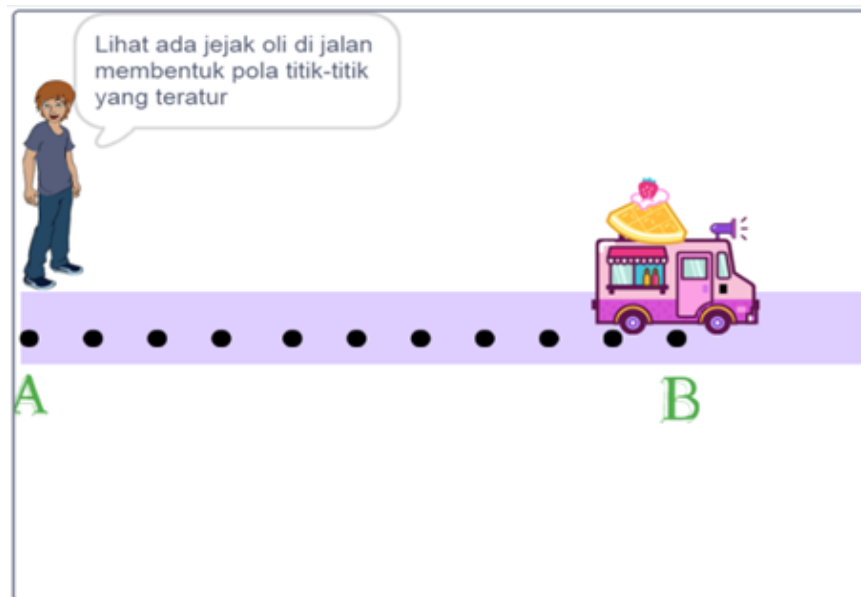 Lihat ada jejak oli di jalan
membentuk pola titik-titik
yang teratur
A
B